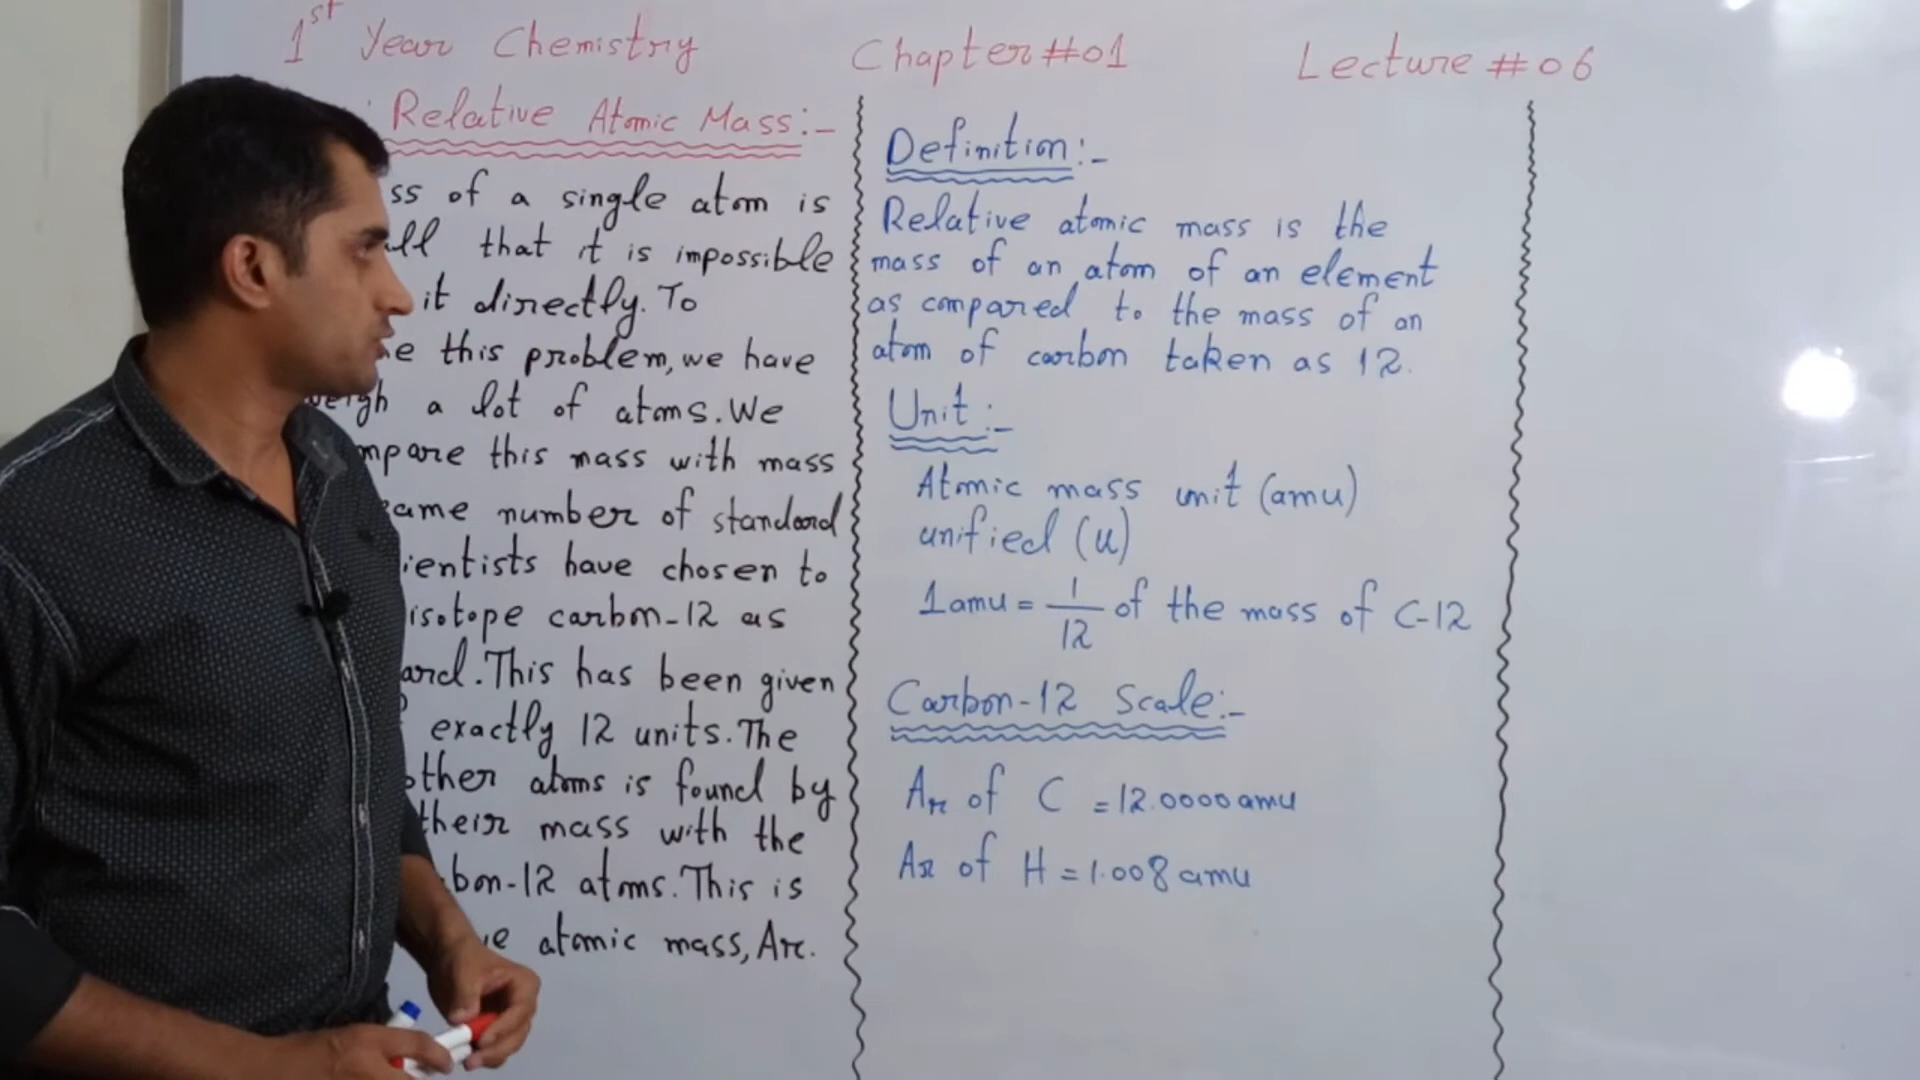 1st Year Chemistry Chapter#01 Lecture #06
Relative Atomic Mass:-
ss of a single atom is
ll that it is impossible
it directly. To
e this problem, we have
weigh a lot of atoms. We
mpare this mass with mass
ame number of standard
ientists have chosen to
isotope carbon-12 as
ard. This has been given
exactly 12 units. The
other atoms is found by
their mass with the
bon-12 atoms. This is
ve atomic mass, Ar.
Definition:-
Relative atomic mass is the
mass of an atom of an element
as compared to the mass of an
atom of carbon taken as 12.
Unit:-
Atomic mass unit (amu)
unified (u)
1amu = 1/12 of the mass of C-12
Carbon-12 Scale:-
Ar of C = 12.0000 amu
Ar of H = 1.008 amu